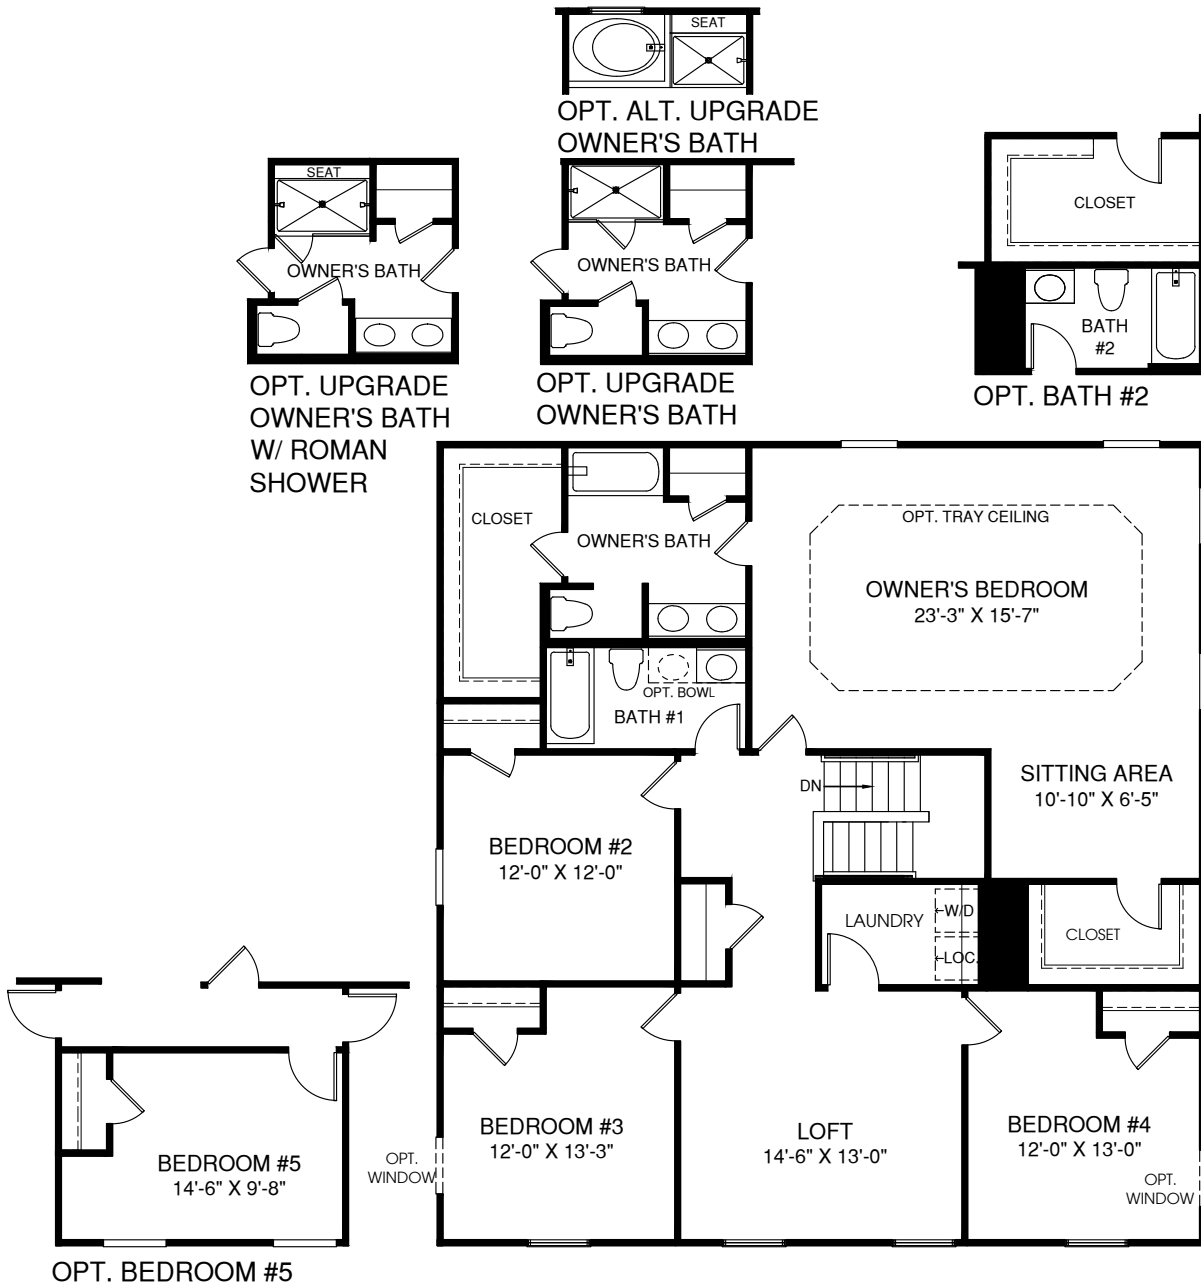 SEAT
OPT. ALT. UPGRADE
OWNER'S BATH
SEAT
OWNER'S BATH
OPT. UPGRADE
OWNER'S BATH
W/ ROMAN
SHOWER
OWNER'S BATH
OPT. UPGRADE
OWNER'S BATH
CLOSET
BATH
#2
OPT. BATH #2
CLOSET
OWNER'S BATH
OPT. TRAY CEILING
OWNER'S BEDROOM
23'-3" X 15'-7"
OPT. BOWL
BATH #1
SITTING AREA
10'-10" X 6'-5"
DN
BEDROOM #2
12'-0" X 12'-0"
LAUNDRY
W/D
LOC.
CLOSET
BEDROOM #3
12'-0" X 13'-3"
OPT.
WINDOW
LOFT
14'-6" X 13'-0"
BEDROOM #4
12'-0" X 13'-0"
OPT.
WINDOW
BEDROOM #5
14'-6" X 9'-8"
OPT. BEDROOM #5